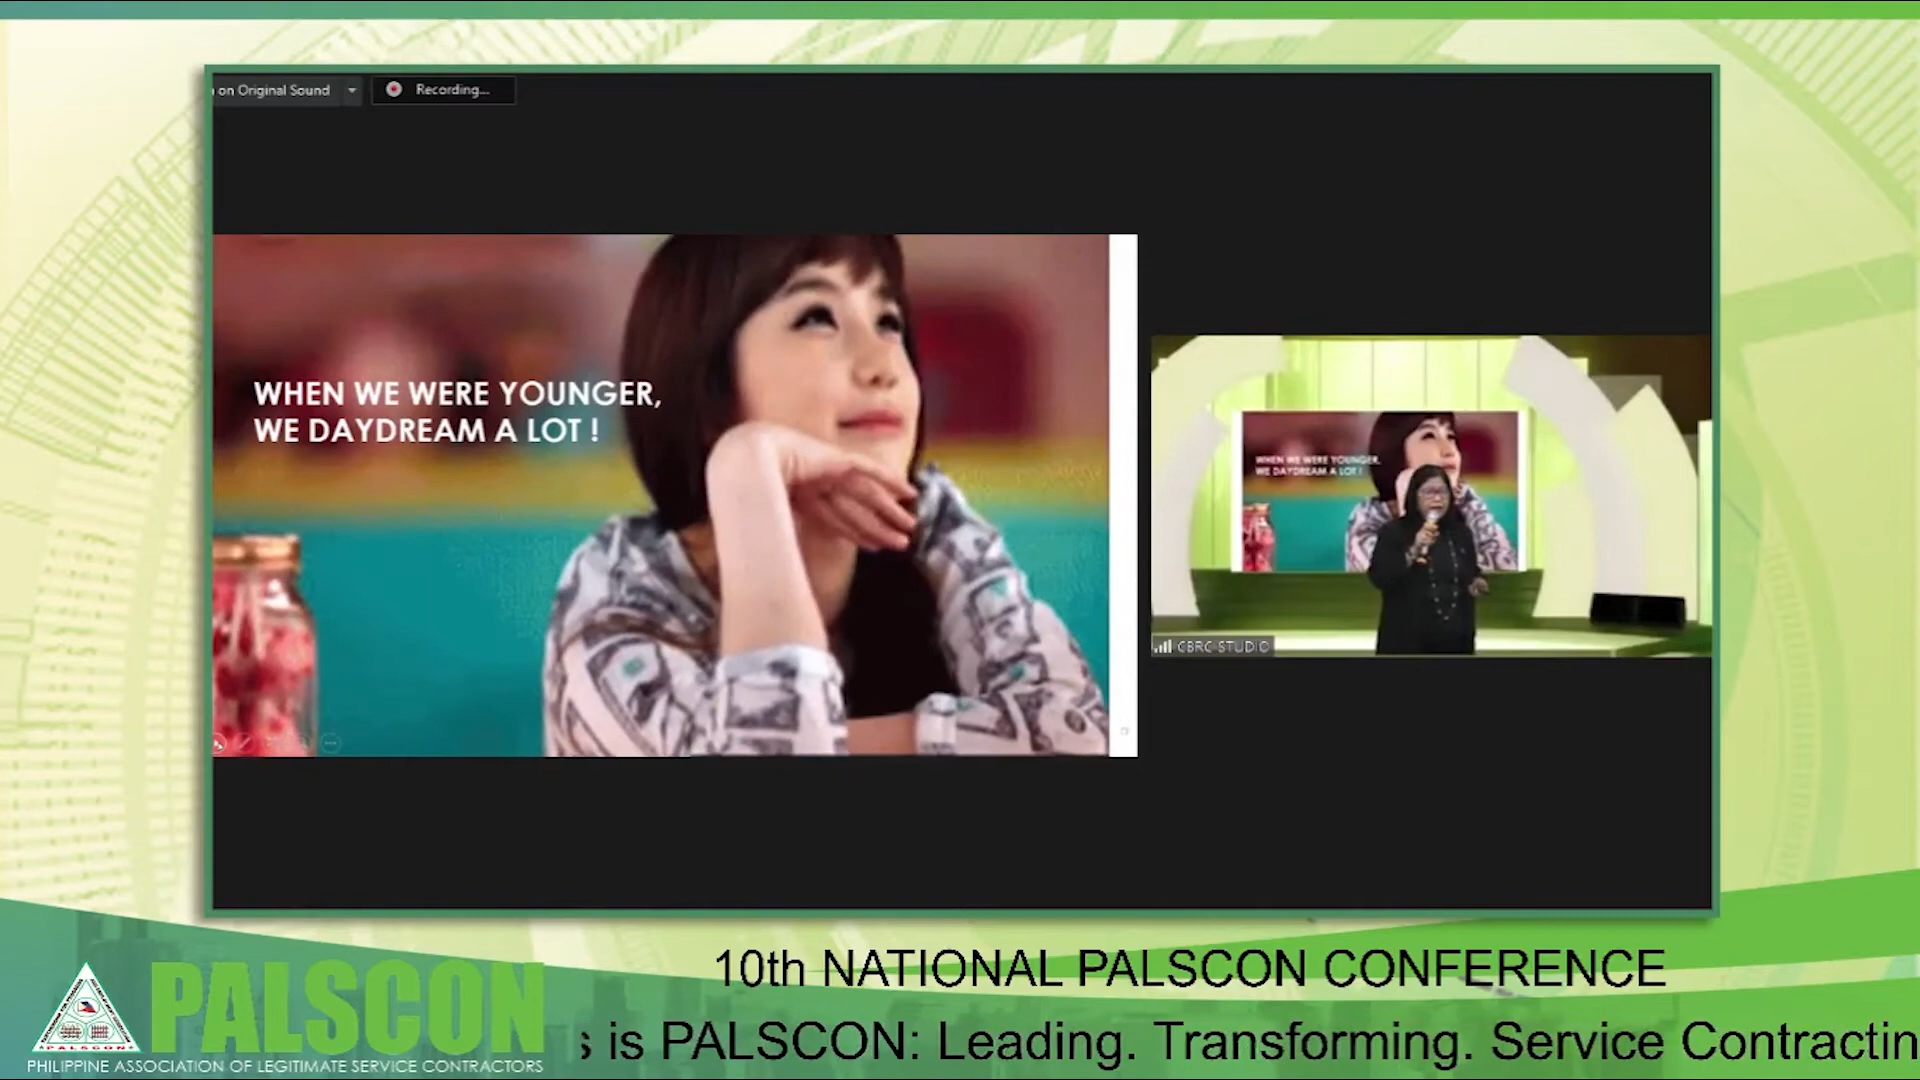 on Original Sound
Recording...
WHEN WE WERE YOUNGER,
WE DAYDREAM A LOT !
WHEN WE WERE YOUNGER,
WE DAYDREAM A LOT !
CBRC STUDIO
10th NATIONAL PALSCON CONFERENCE
PALSCON
PALSCON
PHILIPPINE ASSOCIATION OF LEGITIMATE SERVICE CONTRACTORS
s is PALSCON: Leading. Transforming. Service Contractin